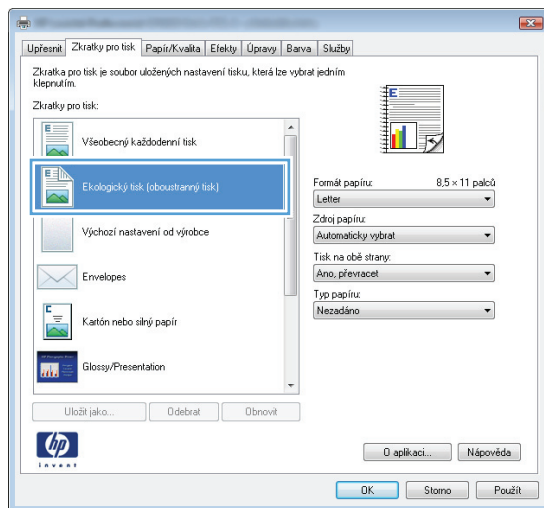 Upřesnit Zkratky pro tisk Papír/Kvalita Efekty Úpravy Barva Služby
Zkratka pro tisk je soubor uložených nastavení tisku, která lze vybrat jedním
klepnutím.
Zkratky pro tisk:
Všeobecný každodenní tisk
Ekologický tisk (oboustranný tisk)
Výchozí nastavení od výrobce
Envelopes
Kartón nebo silný papír
Glossy/Presentation
Uložit jako... Odebrat Obnovit
Formát papíru: 8,5 × 11 palců
Letter
Zdroj papíru:
Automaticky vybrat
Tisk na obě strany:
Ano, převracet
Typ papíru:
Nezadáno
hp
invent
O aplikaci... Nápověda
OK Storno Použít